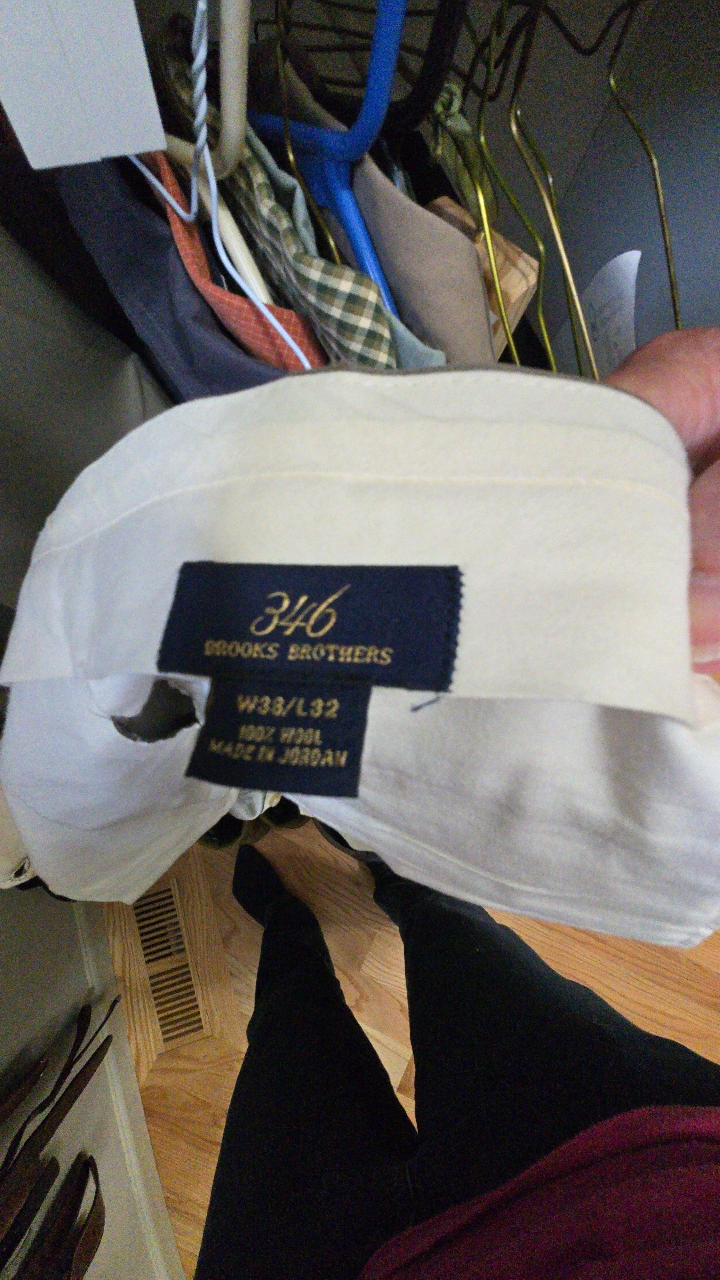 346
BROOKS BROTHERS
W38/L32
100% WOOL
MADE IN JORDAN